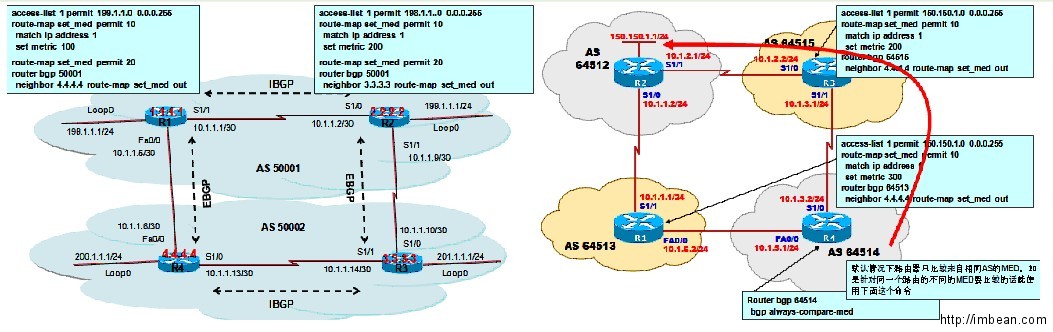 access-list 1 permit 199.1.1.0 0.0.0.255
route-map set_med permit 10
match ip address 1
set metric 100
route-map set_med permit 20
router bgp 50001
neighbor 4.4.4.4 route-map set_med out
access-list 1 permit 198.1.1..0 0.0.0.255
route-map set_med permit 10
match ip address 1
set metric 200
route-map set_med permit 20
router bgp 50001
neighbor 3.3.3.3 route-map set_med out
IBGP
Loop0
198.1.1.1/24
1.1.1.1
R1
S1/1
10.1.1.1/30
Fa0/0
10.1.1.5/30
S1/0
10.1.1.2/30
2.2.2.2
R2
199.1.1.1/24
Loop0
S1/1
10.1.1.9/30
AS 50001
EBGP
EBGP
AS 50002
10.1.1.6/30
Fa0/0
4.4.4.4
R4
200.1.1.1/24
Loop0
S1/0
10.1.1.13/30
10.1.1.10/30
S1/0
S1/1
10.1.1.14/30
3.3.3.3
R3
201.1.1.1/24
Loop0
IBGP
150.150.1.1/24
AS
64512
R2
10.1.2.1/24
S1/1
S1/0
10.1.1.2/24
AS 64515
10.1.2.2/24
S1/0
R3
S1/1
10.1.3.1/24
access-list 1 permit 150.150.1.0 0.0.0.255
route-map set_med permit 10
match ip address 1
set metric 200
router bgp 64515
neighbor 4.4.4.4 route-map set_med out
access-list 1 permit 150.150.1.0 0.0.0.255
route-map set_med permit 10
match ip address 1
set metric 300
router bgp 64513
neighbor 4.4.4.4 route-map set_med out
10.1.1.1/24
S1/1
R1
AS 64513
FA0/0
10.1.5.2/24
10.1.3.2/24
S1/0
FA0/0
10.1.5.1/24
R4
AS 64514
Router bgp 64514
bgp always-compare-med
默认情况下路由器只比较来自相同AS的MED，如
果针对同一个路由的不同的MED要比较的话就使
用下面这个命令
http://imbean.com